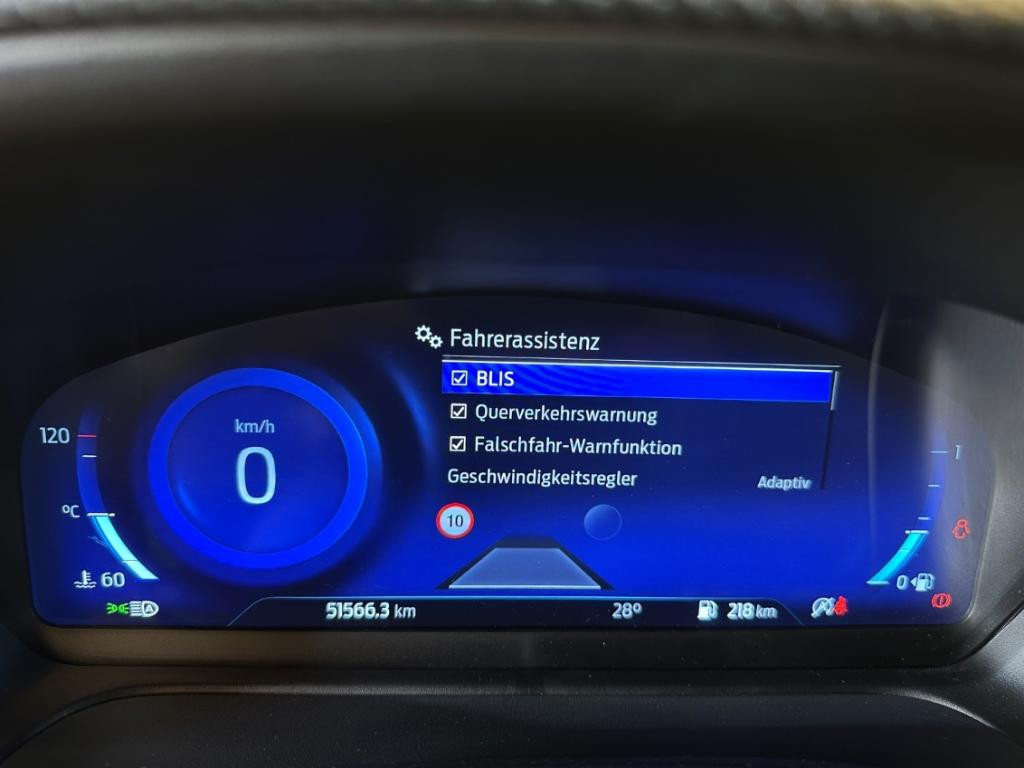 Fahrerassistenz
BLIS
Querverkehrswarnung
Falschfahr-Warnfunktion
Geschwindigkeitsregler Adaptiv
km/h
0
120
°C
60
10
1
0
51566.3 km
28°
218 km